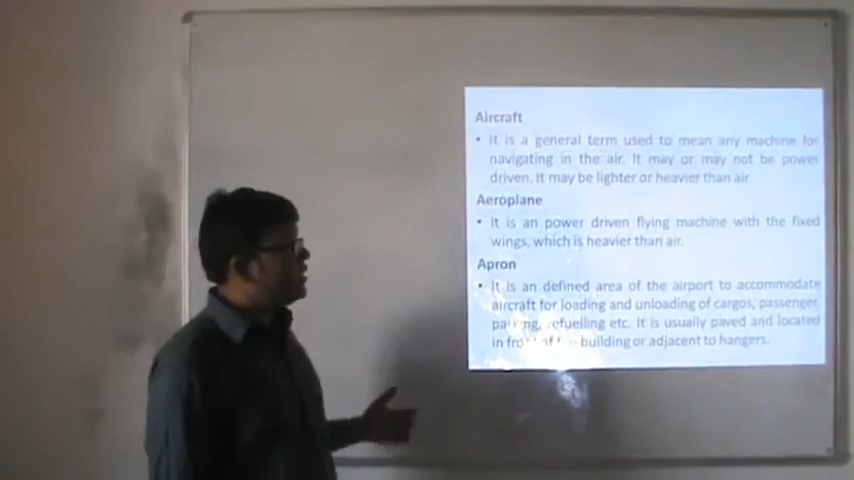 Aircraft
• It is a general term used to mean any machine for
navigating in the air. It may or may not be power
driven. It may be lighter or heavier than air
Aeroplane
• It is an power driven flying machine with the fixed
wings, which is heavier than air.
Apron
• It is an defined area of the airport to accommodate
aircraft for loading and unloading of cargos, passenger,
parking, refuelling etc. It is usually paved and located
in front of building or adjacent to hangers.